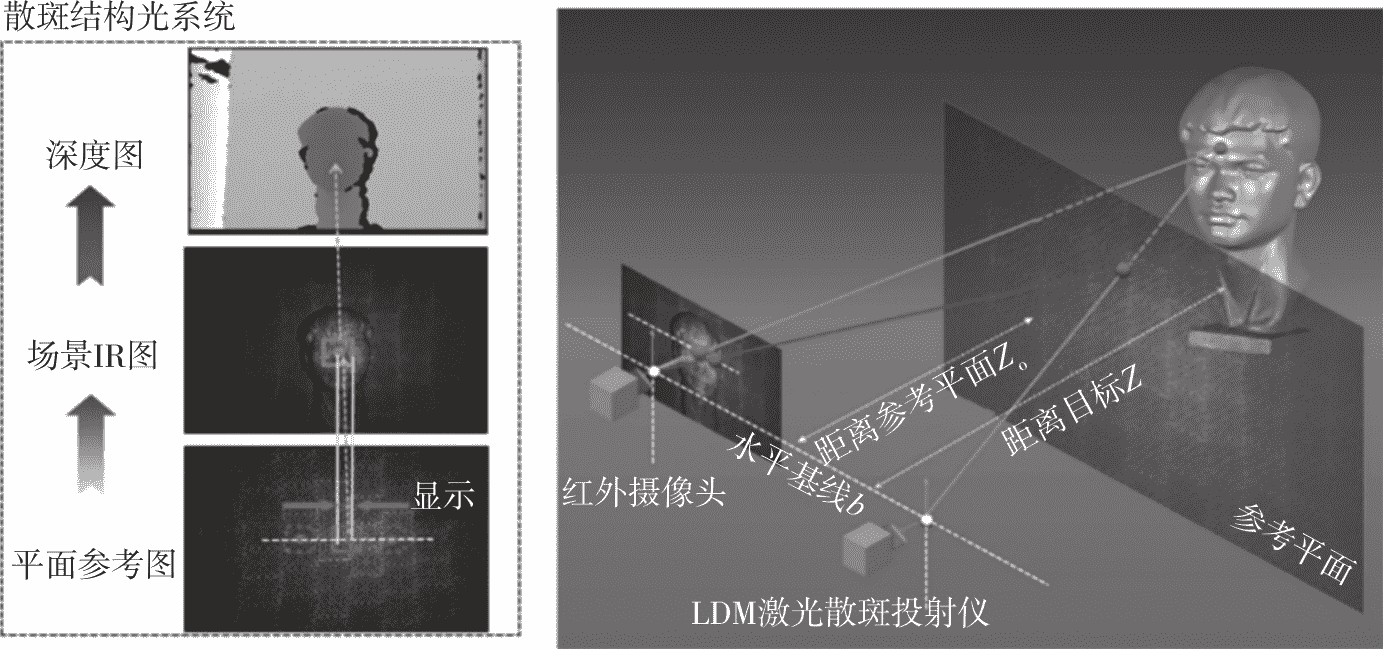 散斑结构光系统
深度图
场景IR图
显示
平面参考图
距离参考平面Z₀
距离目标Z
水平基线b
红外摄像头
参考平面
LDM激光散斑投射仪